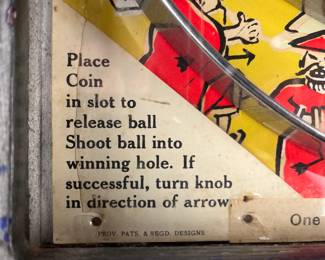 Place
Coin
in slot to
release ball
Shoot ball into
winning hole. If
successful, turn knob
in direction of arrow.
One
PROV. PATS. & REGD. DESIGNS